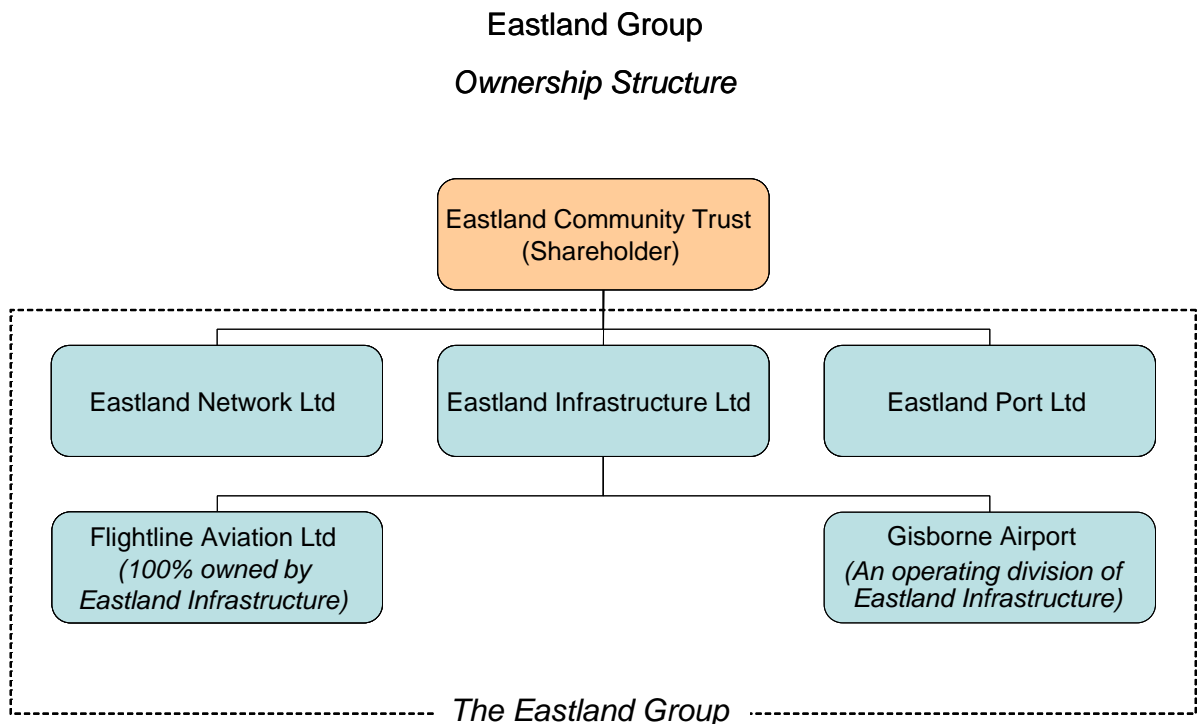 Eastland Group
Ownership Structure
Eastland Community Trust
(Shareholder)
Eastland Network Ltd
Eastland Infrastructure Ltd
Eastland Port Ltd
Flightline Aviation Ltd
(100% owned by
Eastland Infrastructure)
Gisborne Airport
(An operating division of
Eastland Infrastructure)
The Eastland Group